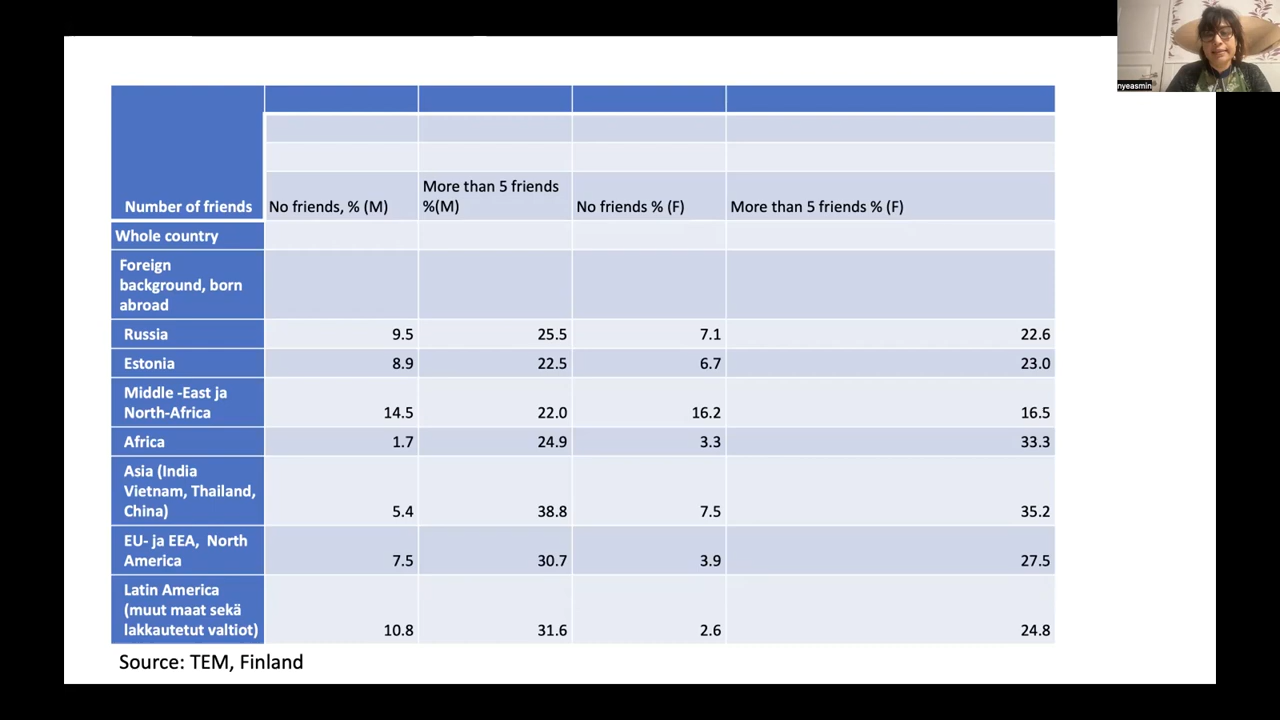 Number of friends
No friends, % (M)
More than 5 friends
%(M)
No friends % (F)
More than 5 friends % (F)
Whole country
Foreign
background, born
abroad
Russia 9.5 25.5 7.1 22.6
Estonia 8.9 22.5 6.7 23.0
Middle -East ja
North-Africa 14.5 22.0 16.2 16.5
Africa 1.7 24.9 3.3 33.3
Asia (India
Vietnam, Thailand,
China) 5.4 38.8 7.5 35.2
EU- ja EEA, North
America 7.5 30.7 3.9 27.5
Latin America
(muut maat sekä
lakkautetut valtiot) 10.8 31.6 2.6 24.8
Source: TEM, Finland
nyeasmin